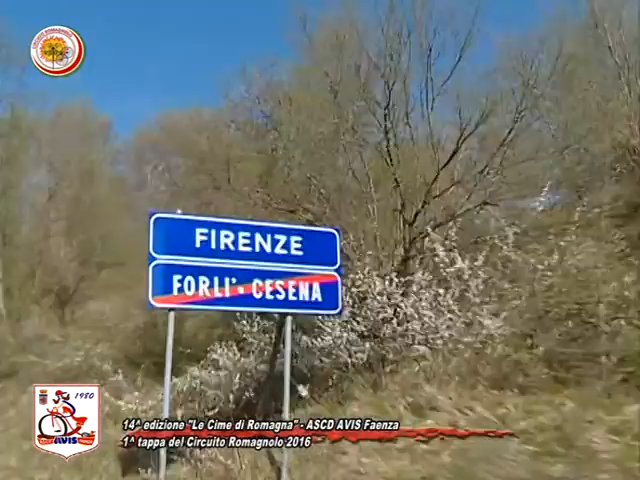 FIRENZE
FORLI'-CESENA
1980
AVIS
14^ edizione "Le Cime di Romagna" - ASCD AVIS Faenza
1^ tappa del Circuito Romagnolo 2016